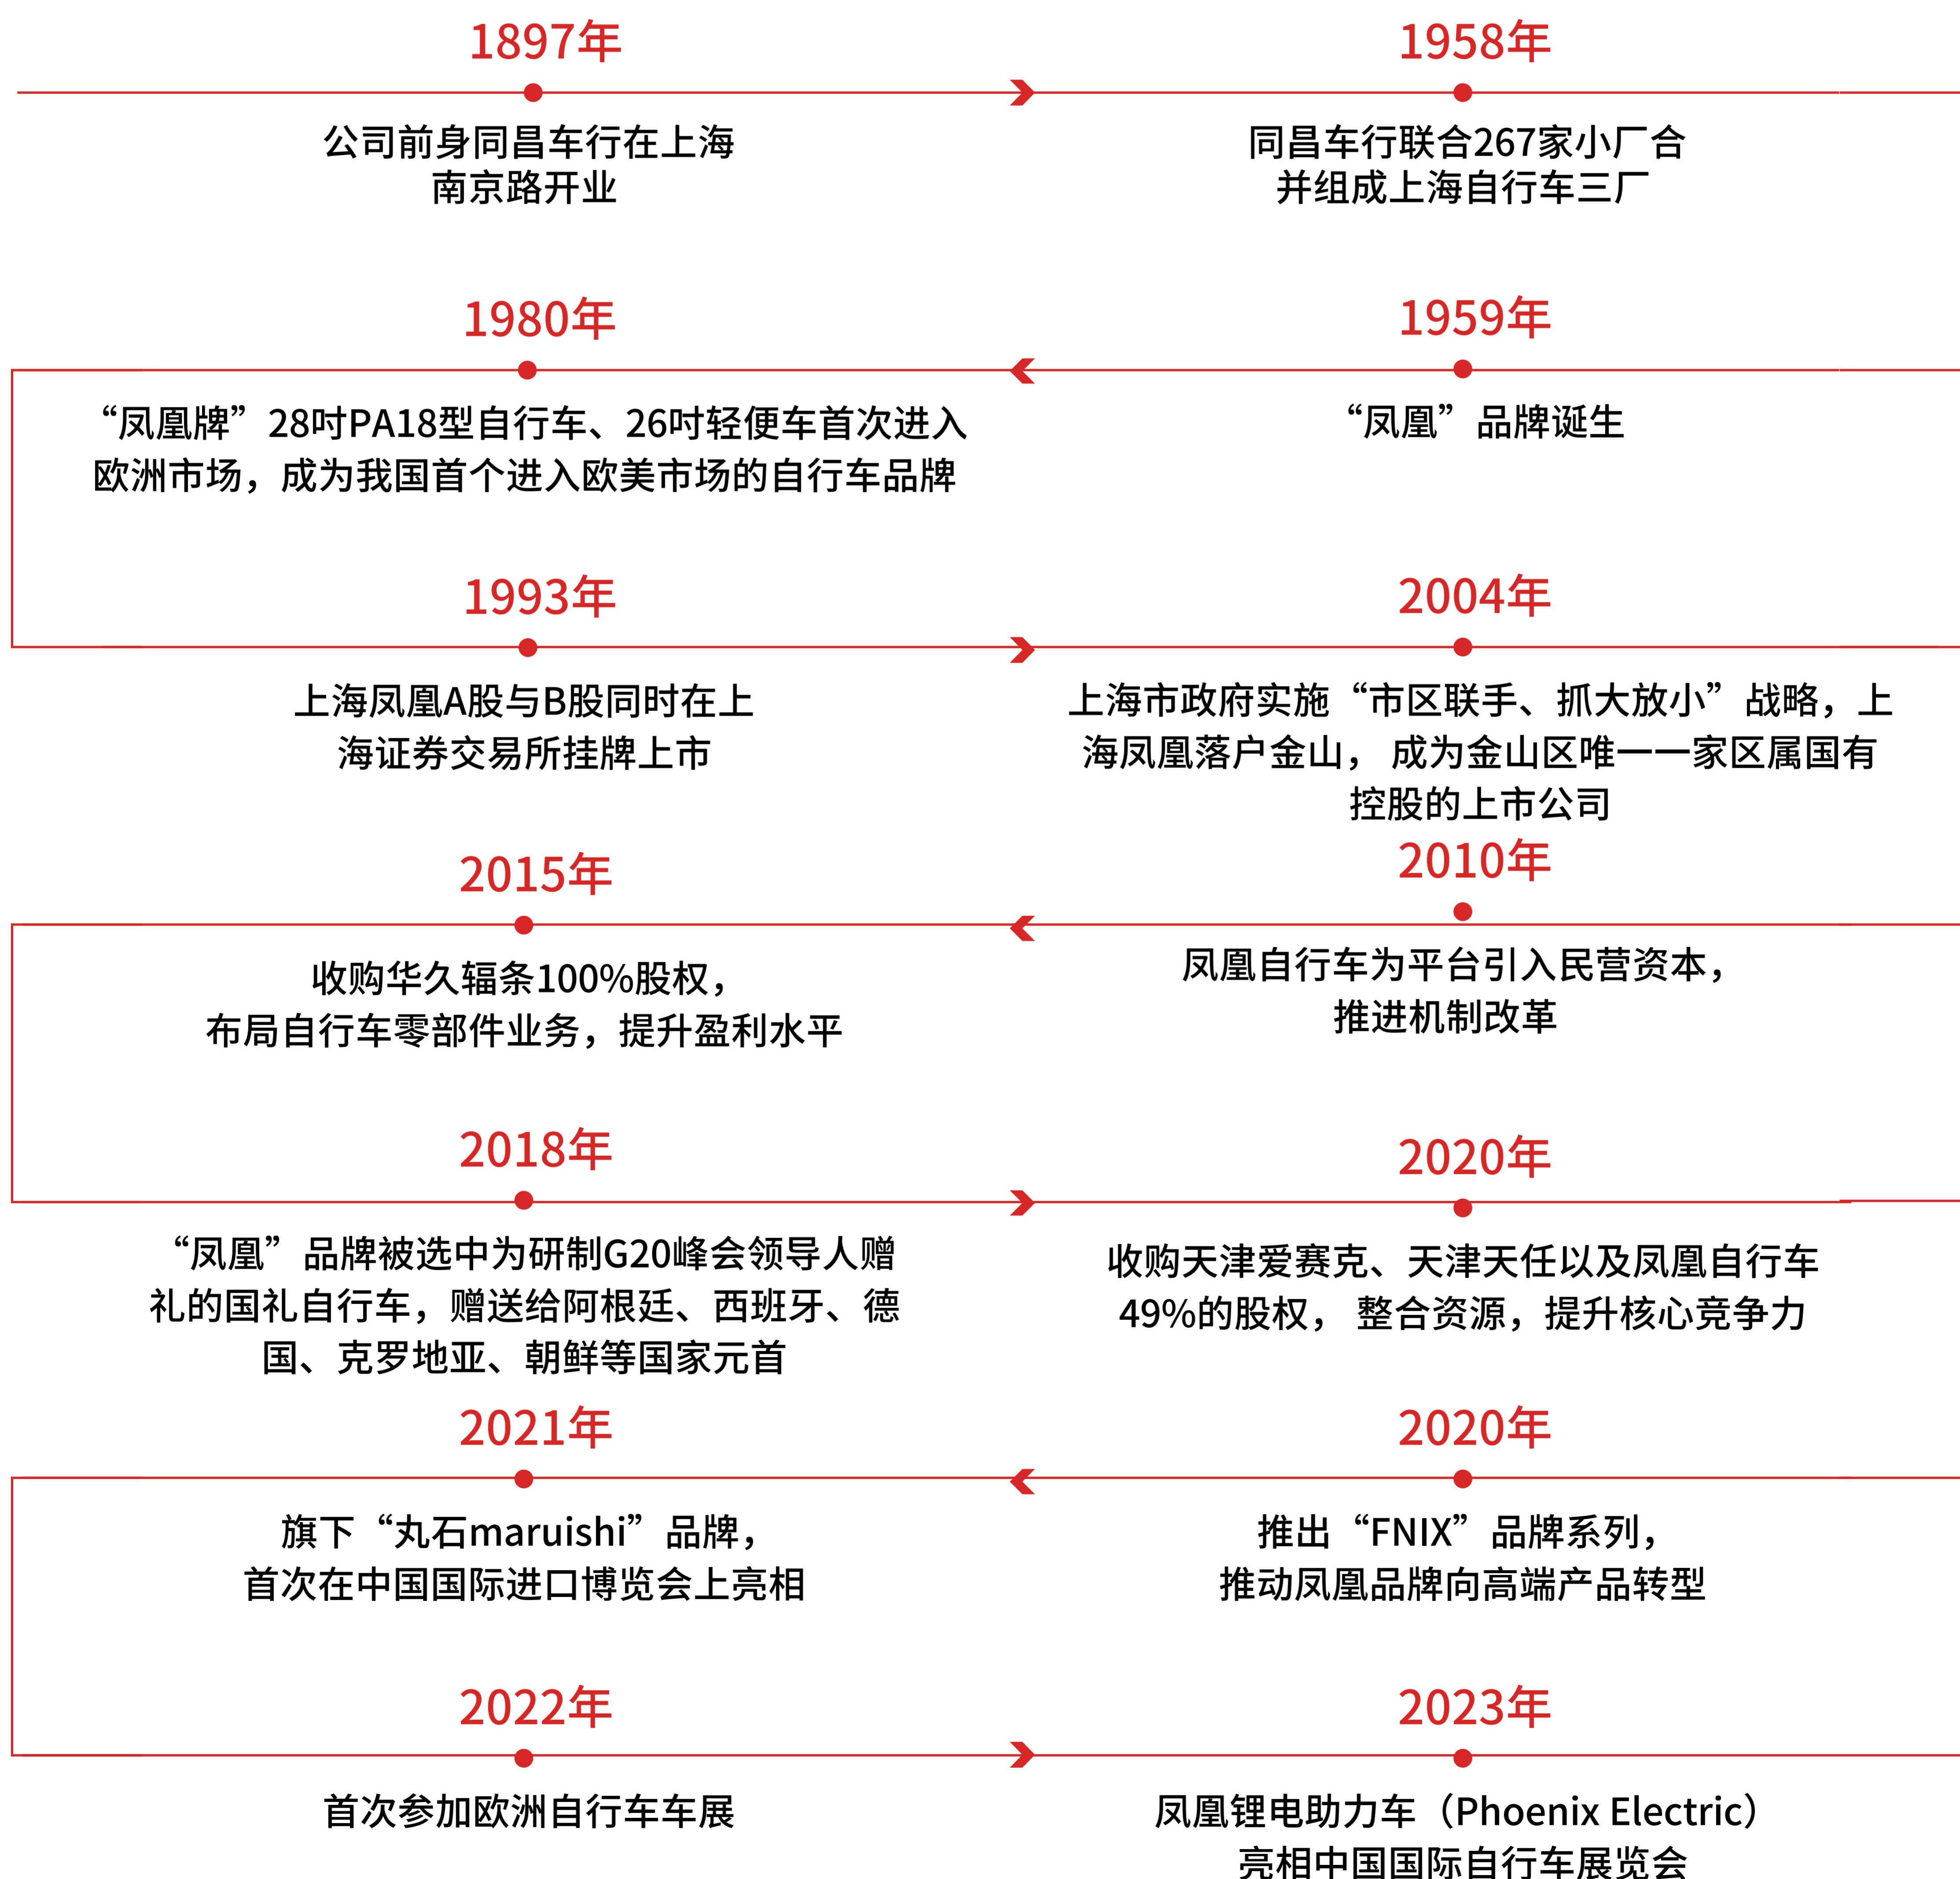 1897年
公司前身同昌车行在上海
南京路开业
1958年
同昌车行联合267家小厂合
并组成上海自行车三厂
1959年
“凤凰”品牌诞生
1980年
“凤凰牌”28吋PA18型自行车、26吋轻便车首次进入
欧洲市场，成为我国首个进入欧美市场的自行车品牌
1993年
上海凤凰A股与B股同时在上
海证券交易所挂牌上市
2004年
上海市政府实施“市区联手、抓大放小”战略，上
海凤凰落户金山， 成为金山区唯一一家区属国有
控股的上市公司
2010年
凤凰自行车为平台引入民营资本，
推进机制改革
2015年
收购华久辐条100%股权，
布局自行车零部件业务，提升盈利水平
2018年
“凤凰”品牌被选中为研制G20峰会领导人赠
礼的国礼自行车，赠送给阿根廷、西班牙、德
国、克罗地亚、朝鲜等国家元首
2020年
收购天津爱赛克、天津天任以及凤凰自行车
49%的股权， 整合资源，提升核心竞争力
2020年
推出“FNIX”品牌系列，
推动凤凰品牌向高端产品转型
2021年
旗下“丸石maruishi”品牌，
首次在中国国际进口博览会上亮相
2022年
首次参加欧洲自行车车展
2023年
凤凰锂电助力车（Phoenix Electric）
亮相中国国际自行车展览会